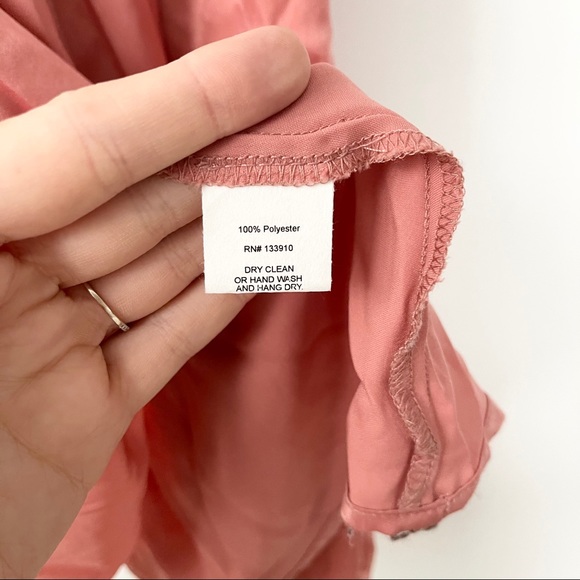 100% Polyester
RN# 133910
DRY CLEAN
OR HAND WASH
AND HANG DRY.